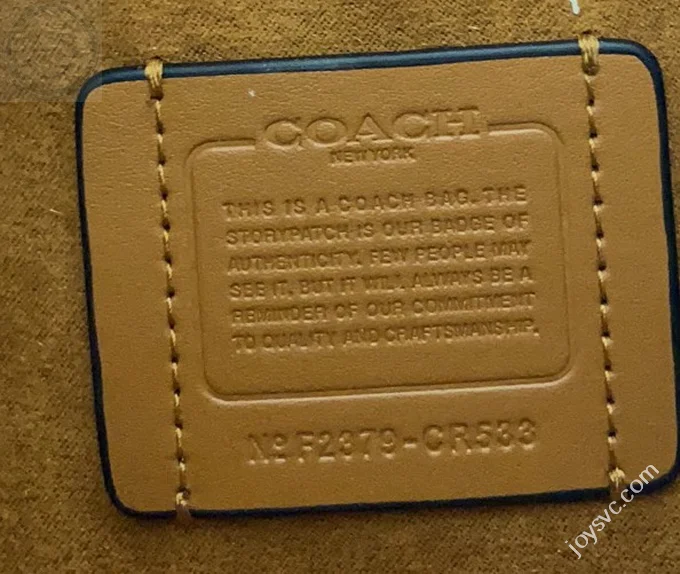 COACH
NEW YORK
THIS IS A COACH BAG. THE
STORYPATCH IS OUR BADGE OF
AUTHENTICITY. FEW PEOPLE MAY
SEE IT. BUT IT WILL ALWAYS BE A
REMINDER OF OUR COMMITMENT
TO QUALITY AND CRAFTSMANSHIP.
Nº F2379-CR533
joysvc.com